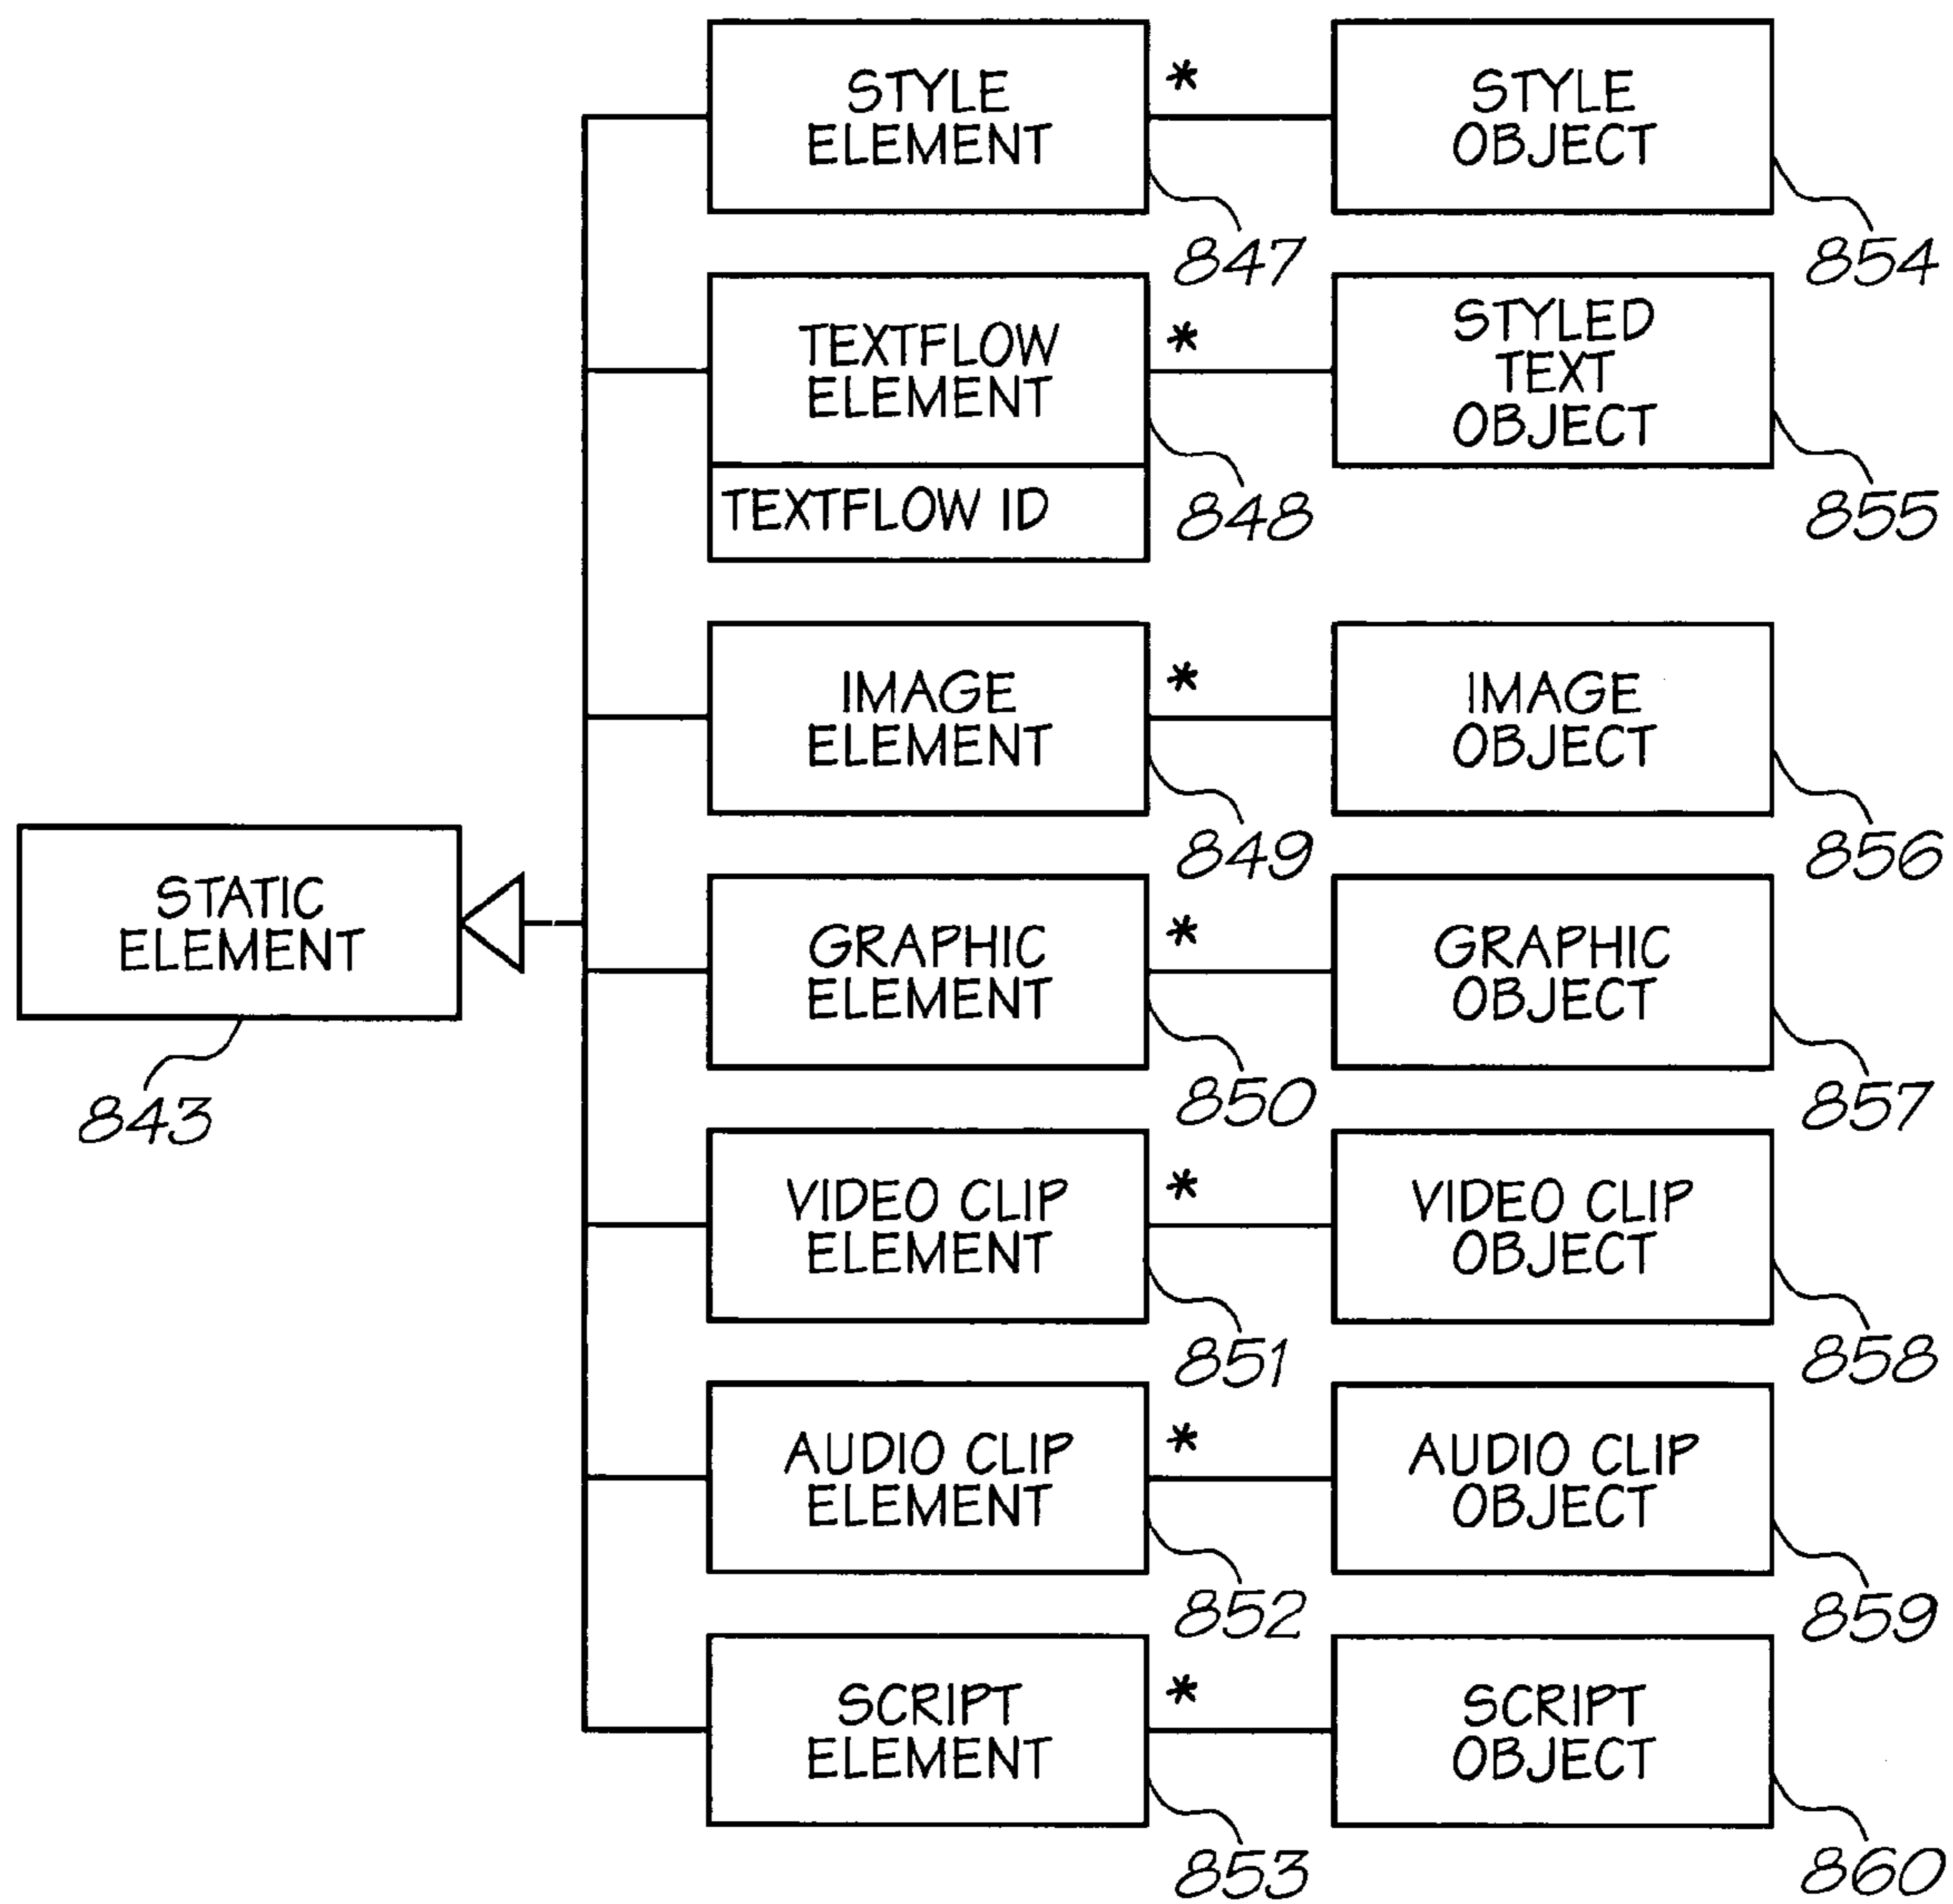 STYLE
ELEMENT
*
STYLE
OBJECT
847
854
TEXTFLOW
ELEMENT
TEXTFLOW ID
*
STYLED
TEXT
OBJECT
848
855
IMAGE
ELEMENT
*
IMAGE
OBJECT
849
856
STATIC
ELEMENT
843
GRAPHIC
ELEMENT
*
GRAPHIC
OBJECT
850
857
VIDEO CLIP
ELEMENT
*
VIDEO CLIP
OBJECT
851
858
AUDIO CLIP
ELEMENT
*
AUDIO CLIP
OBJECT
852
859
SCRIPT
ELEMENT
*
SCRIPT
OBJECT
853
860